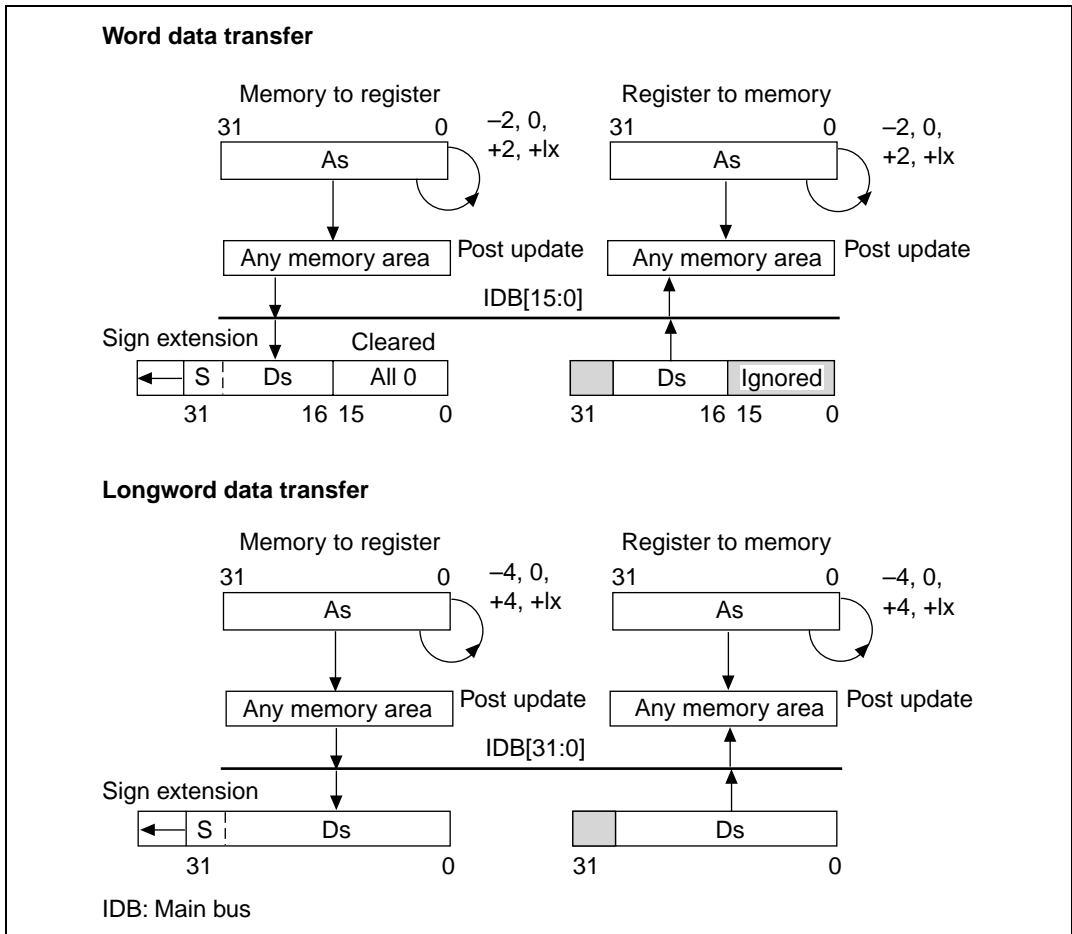 Word data transfer
Memory to register
Register to memory
31 0 –2, 0,
+2, +Ix
31 0 –2, 0,
+2, +Ix
As
As
Any memory area Post update
Any memory area Post update
IDB[15:0]
Sign extension Cleared
S Ds All 0
Ds Ignored
31 16 15 0
31 16 15 0
Longword data transfer
Memory to register
Register to memory
31 0 –4, 0,
+4, +Ix
31 0 –4, 0,
+4, +Ix
As
As
Any memory area Post update
Any memory area Post update
IDB[31:0]
Sign extension
S Ds
Ds
31 0
31 0
IDB: Main bus